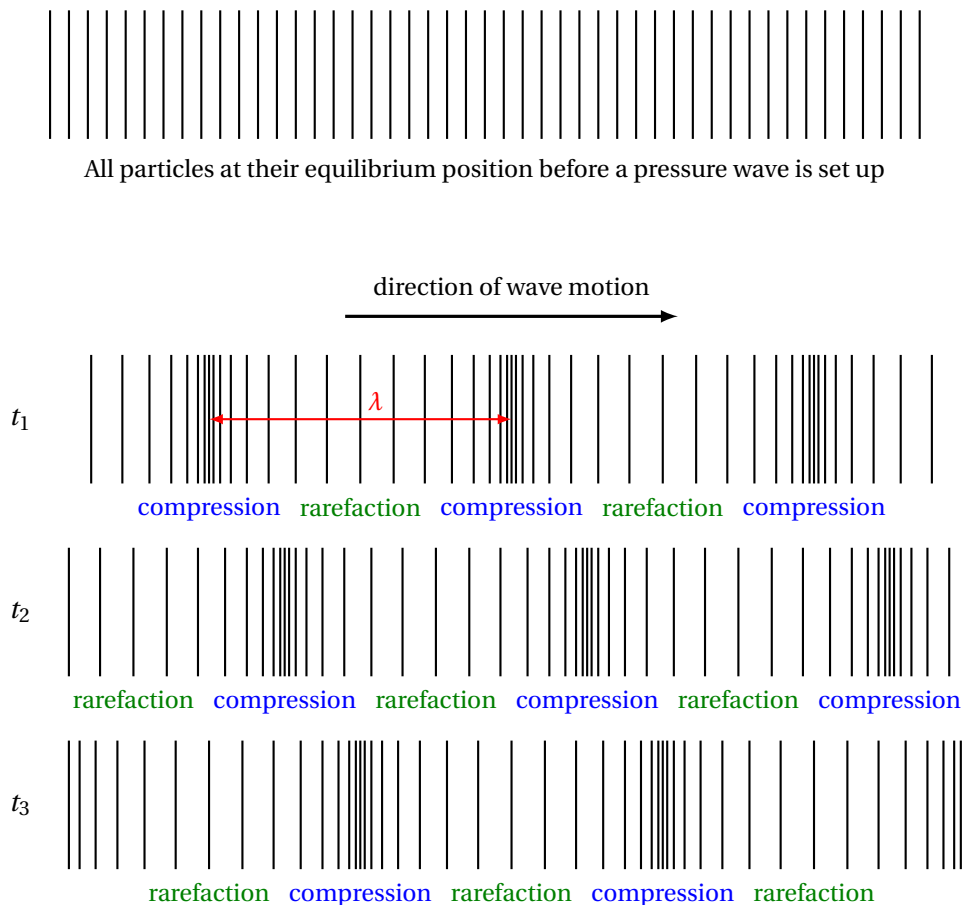 All particles at their equilibrium position before a pressure wave is set up
direction of wave motion
λ
t₁
compression rarefaction compression rarefaction compression
t₂
rarefaction compression rarefaction compression rarefaction compression
t₃
rarefaction compression rarefaction compression rarefaction